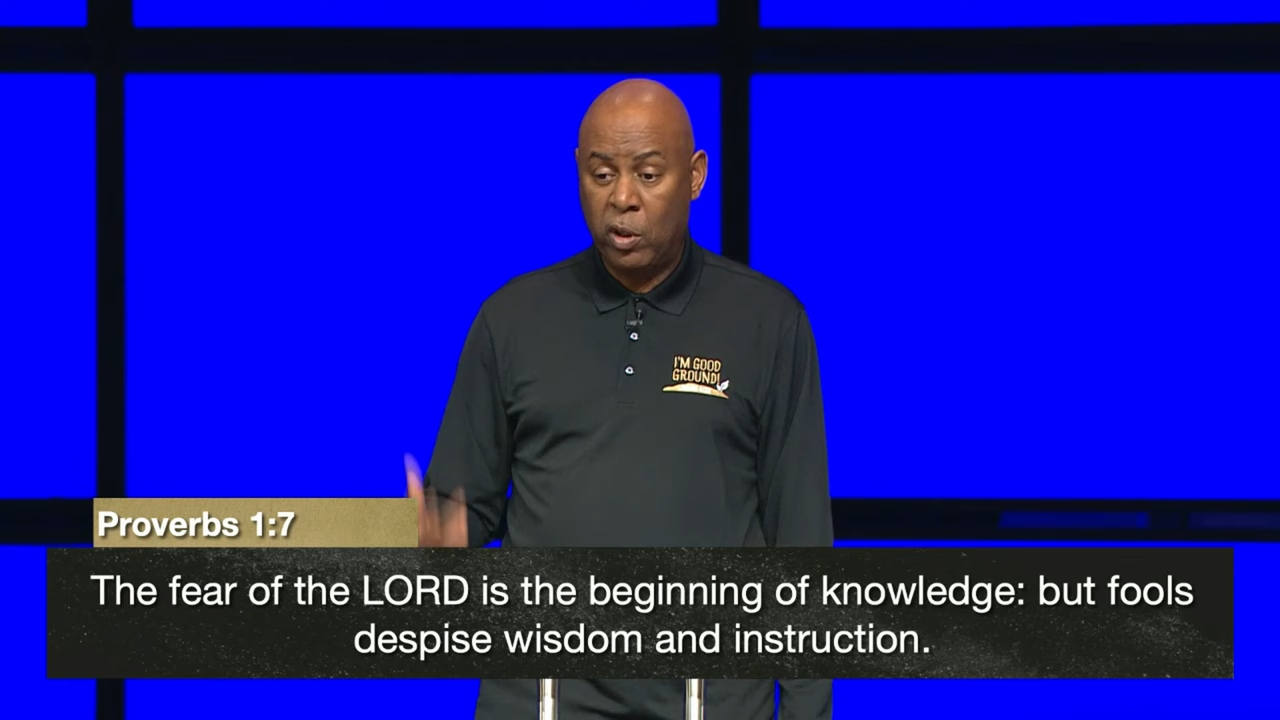 I'M GOOD
GROUND!
Proverbs 1:7
The fear of the LORD is the beginning of knowledge: but fools
despise wisdom and instruction.